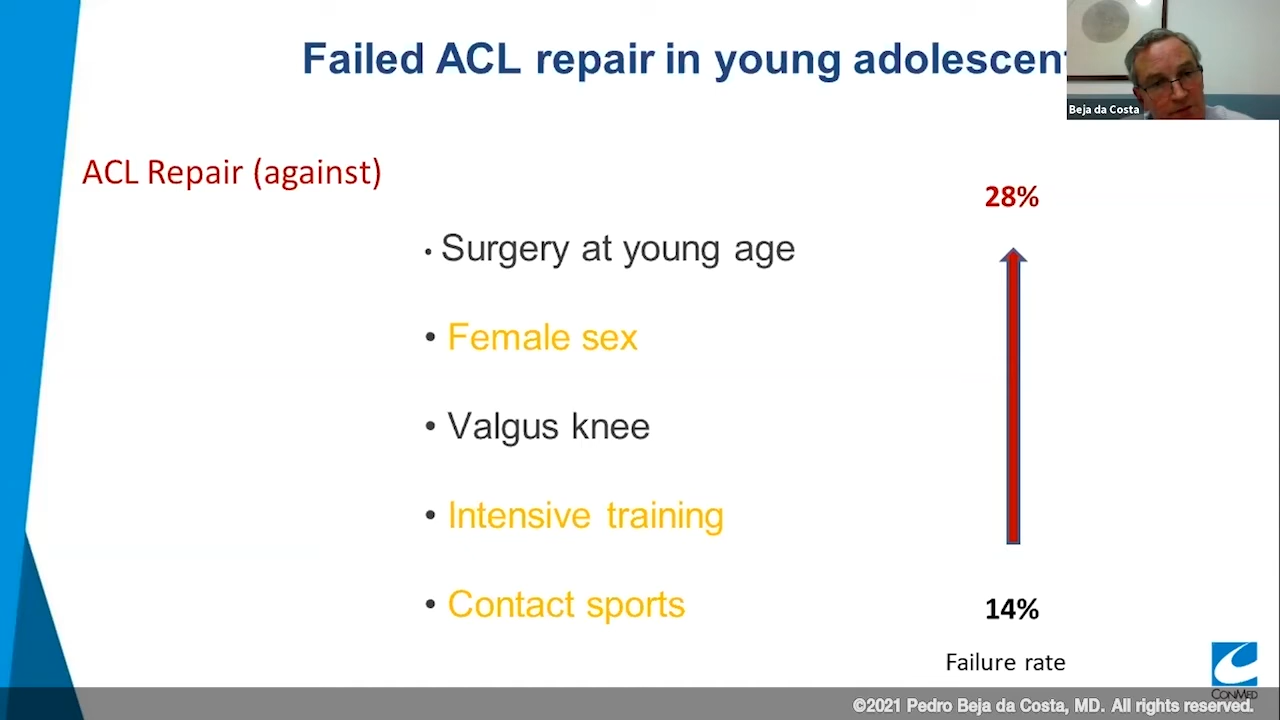 Failed ACL repair in young adolescent
Beja da Costa
ACL Repair (against)
28%
• Surgery at young age
• Female sex
• Valgus knee
• Intensive training
• Contact sports
14%
Failure rate
CONMED
©2021 Pedro Beja da Costa, MD. All rights reserved.